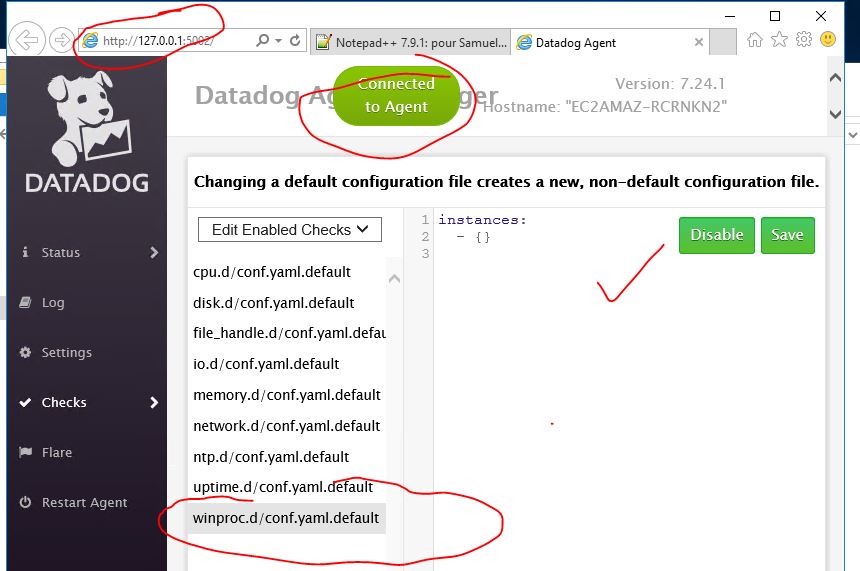 http://127.0.0.1:5002/
Notepad++ 7.9.1: pour Samuel...
Datadog Agent
Connected
to Agent
Datadog Ag
ger
Version: 7.24.1
Hostname: "EC2AMAZ-RCRNKN2"
DATADOG
Status
Log
Settings
Checks
Flare
Restart Agent
Changing a default configuration file creates a new, non-default configuration file.
Edit Enabled Checks
cpu.d/conf.yaml.default
disk.d/conf.yaml.default
file_handle.d/conf.yaml.defau
io.d/conf.yaml.default
memory.d/conf.yaml.default
network.d/conf.yaml.default
ntp.d/conf.yaml.default
uptime.d/conf.yaml.default
winproc.d/conf.yaml.default
1 instances:
2 - {}
3
Disable
Save